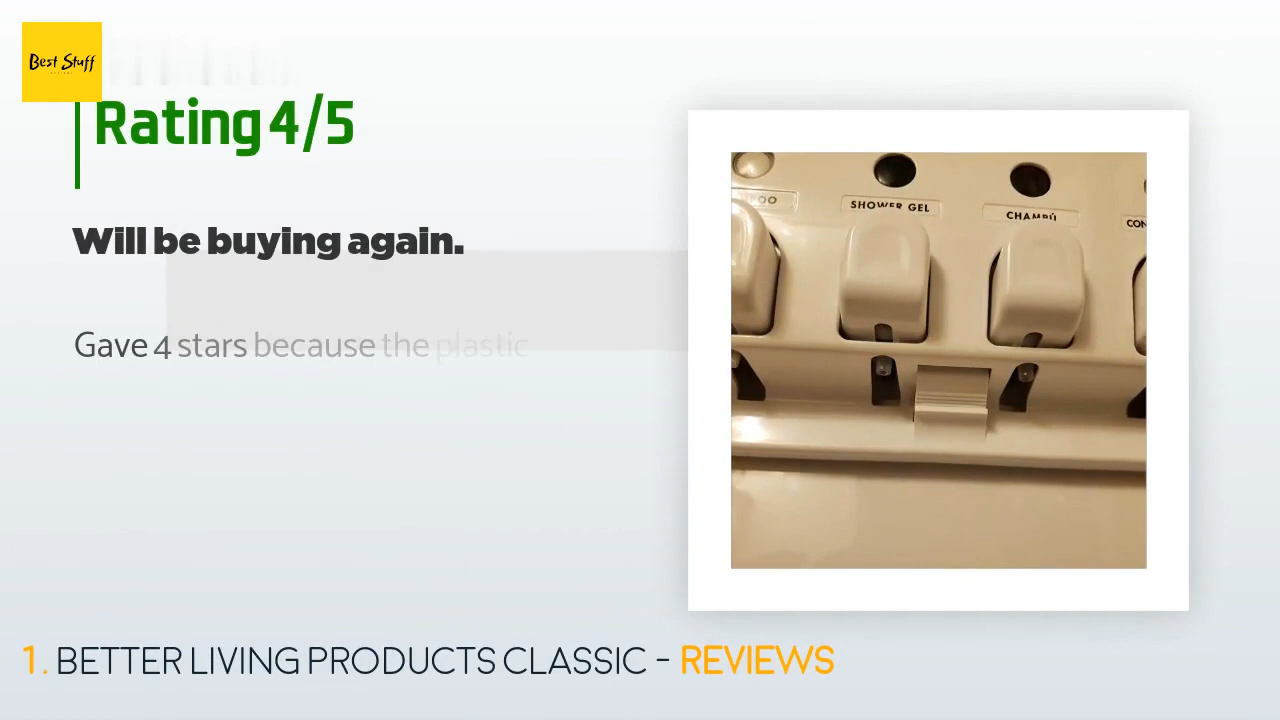 Best Stuff
Rating 4/5
Will be buying again.
Gave 4 stars because the plastic
SHOWER GEL
CHAMPÚ
CON
1. BETTER LIVING PRODUCTS CLASSIC - REVIEWS